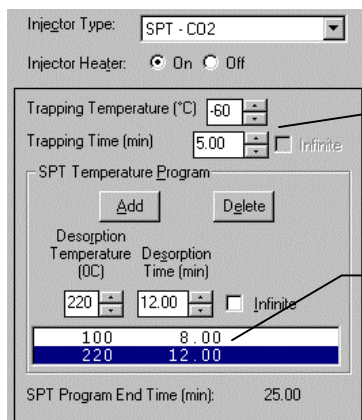 Injector Type: SPT - CO2
Injector Heater: On Off
Trapping Temperature (°C) -60
Trapping Time (min) 5.00 Infinite
SPT Temperature Program
Add Delete
Desorption
Temperature Desorption
(0C) Time (min)
220 12.00 Infinite
100 8.00
220 12.00
SPT Program End Time (min): 25.00